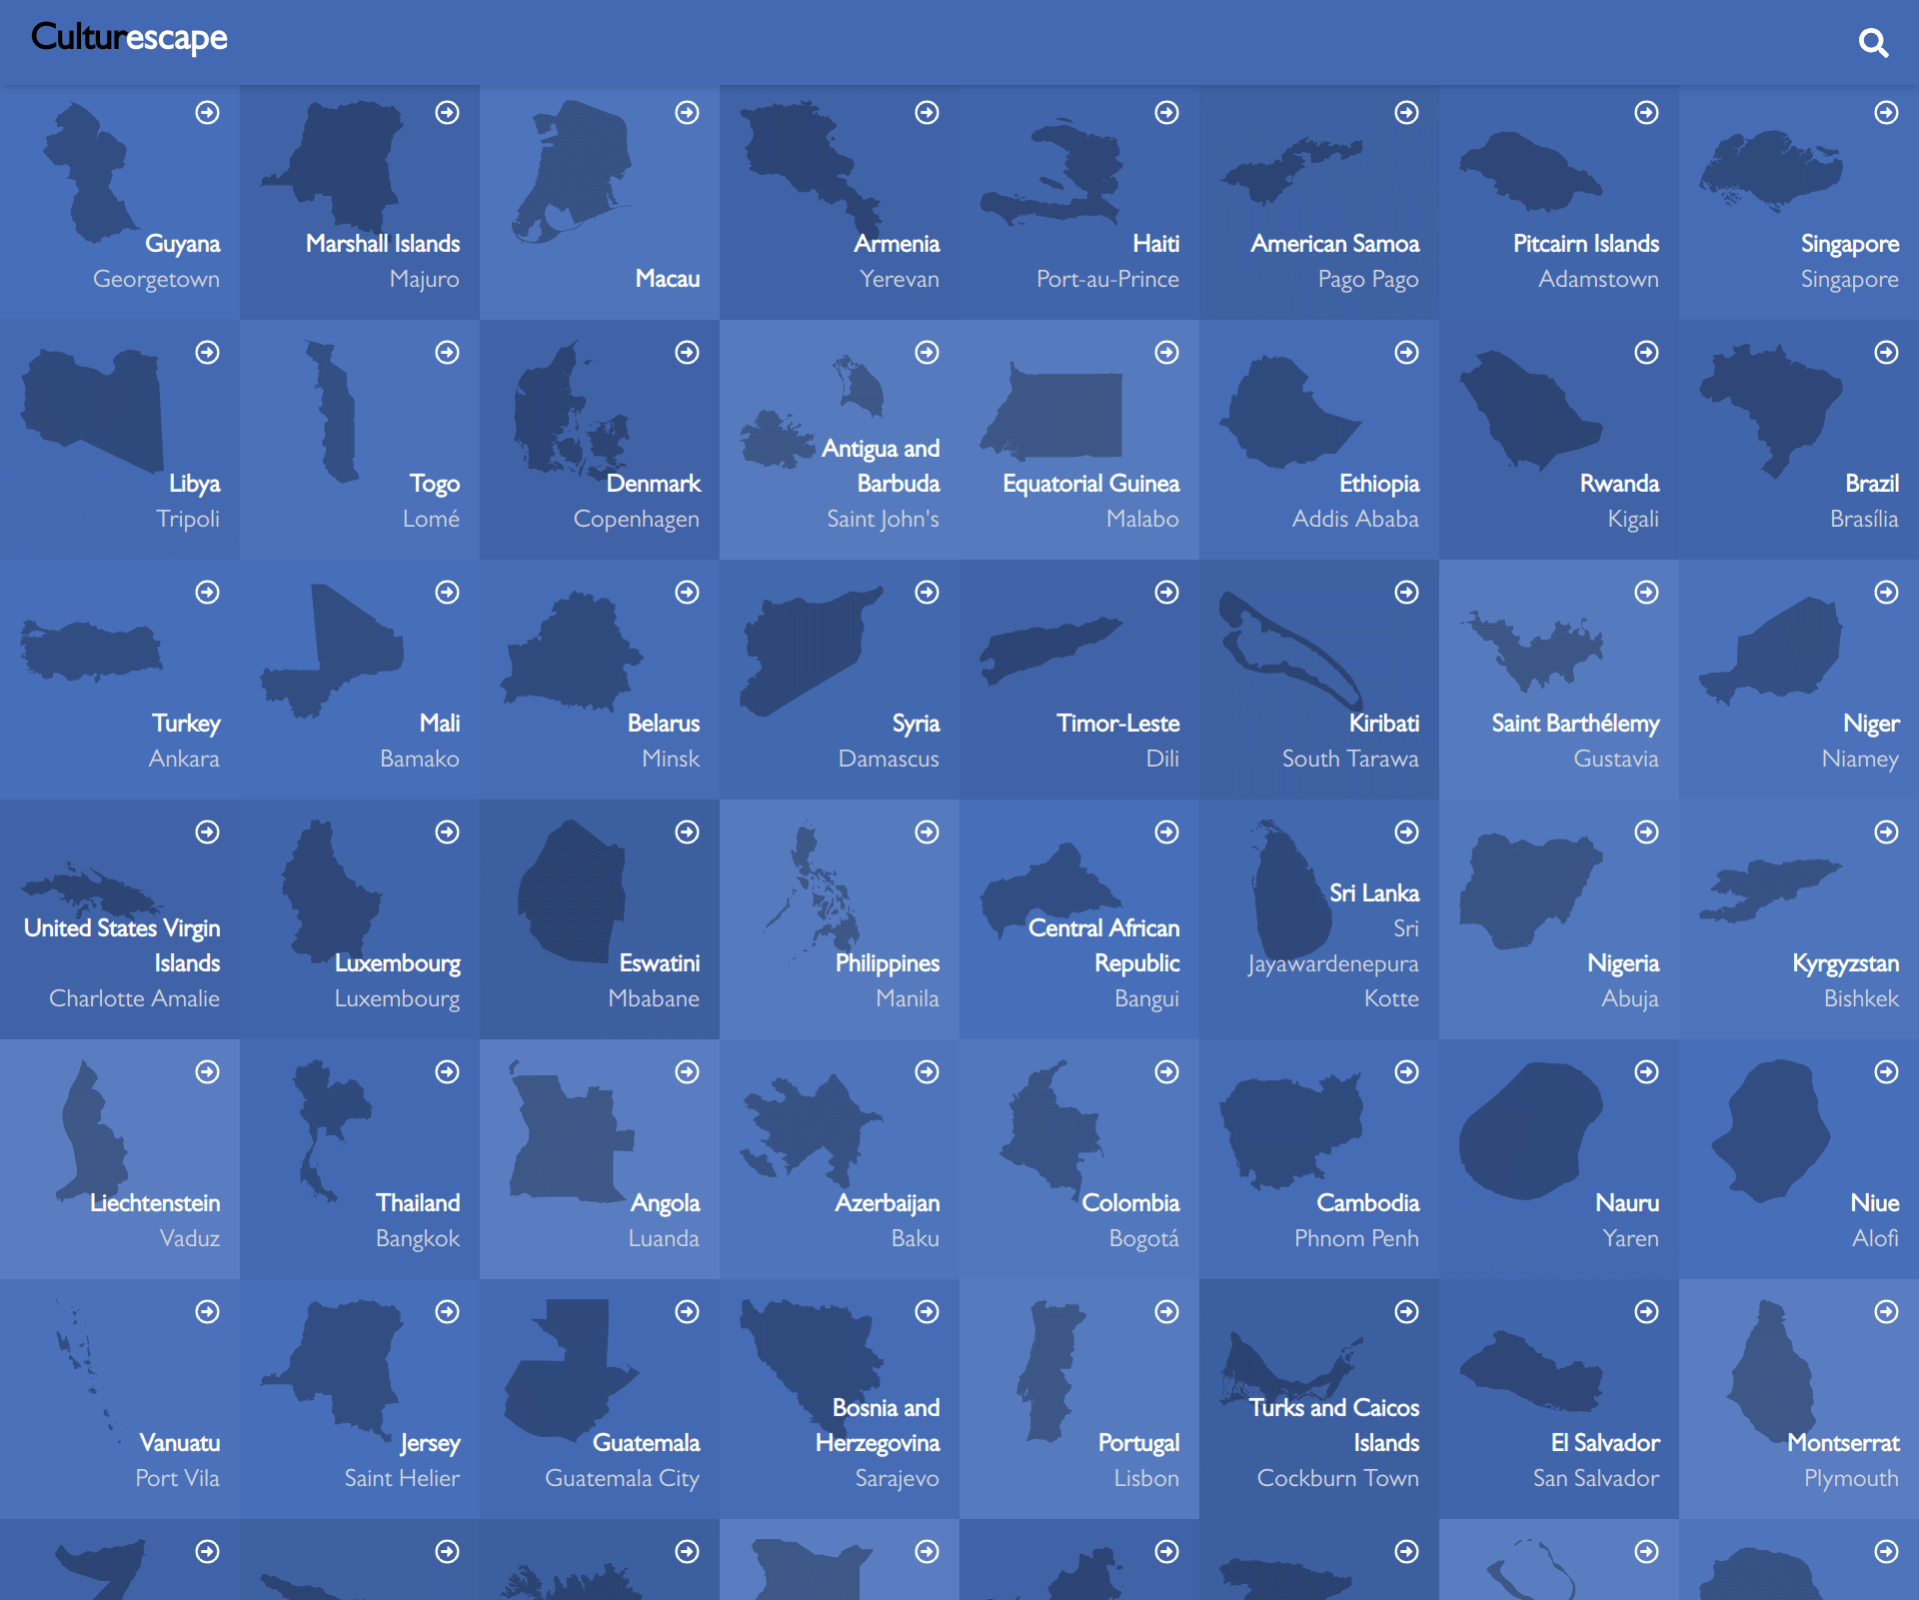 Culturescape
Guyana
Georgetown
Marshall Islands
Majuro
Macau
Armenia
Yerevan
Haiti
Port-au-Prince
American Samoa
Pago Pago
Pitcairn Islands
Adamstown
Singapore
Singapore
Libya
Tripoli
Togo
Lomé
Denmark
Copenhagen
Antigua and
Barbuda
Saint John's
Equatorial Guinea
Malabo
Ethiopia
Addis Ababa
Rwanda
Kigali
Brazil
Brasília
Turkey
Ankara
Mali
Bamako
Belarus
Minsk
Syria
Damascus
Timor-Leste
Dili
Kiribati
South Tarawa
Saint Barthélemy
Gustavia
Niger
Niamey
United States Virgin
Islands
Charlotte Amalie
Luxembourg
Luxembourg
Eswatini
Mbabane
Philippines
Manila
Central African
Republic
Bangui
Sri Lanka
Sri
Jayawardenepura
Kotte
Nigeria
Abuja
Kyrgyzstan
Bishkek
Liechtenstein
Vaduz
Thailand
Bangkok
Angola
Luanda
Azerbaijan
Baku
Colombia
Bogotá
Cambodia
Phnom Penh
Nauru
Yaren
Niue
Alofi
Vanuatu
Port Vila
Jersey
Saint Helier
Guatemala
Guatemala City
Bosnia and
Herzegovina
Sarajevo
Portugal
Lisbon
Turks and Caicos
Islands
Cockburn Town
El Salvador
San Salvador
Montserrat
Plymouth